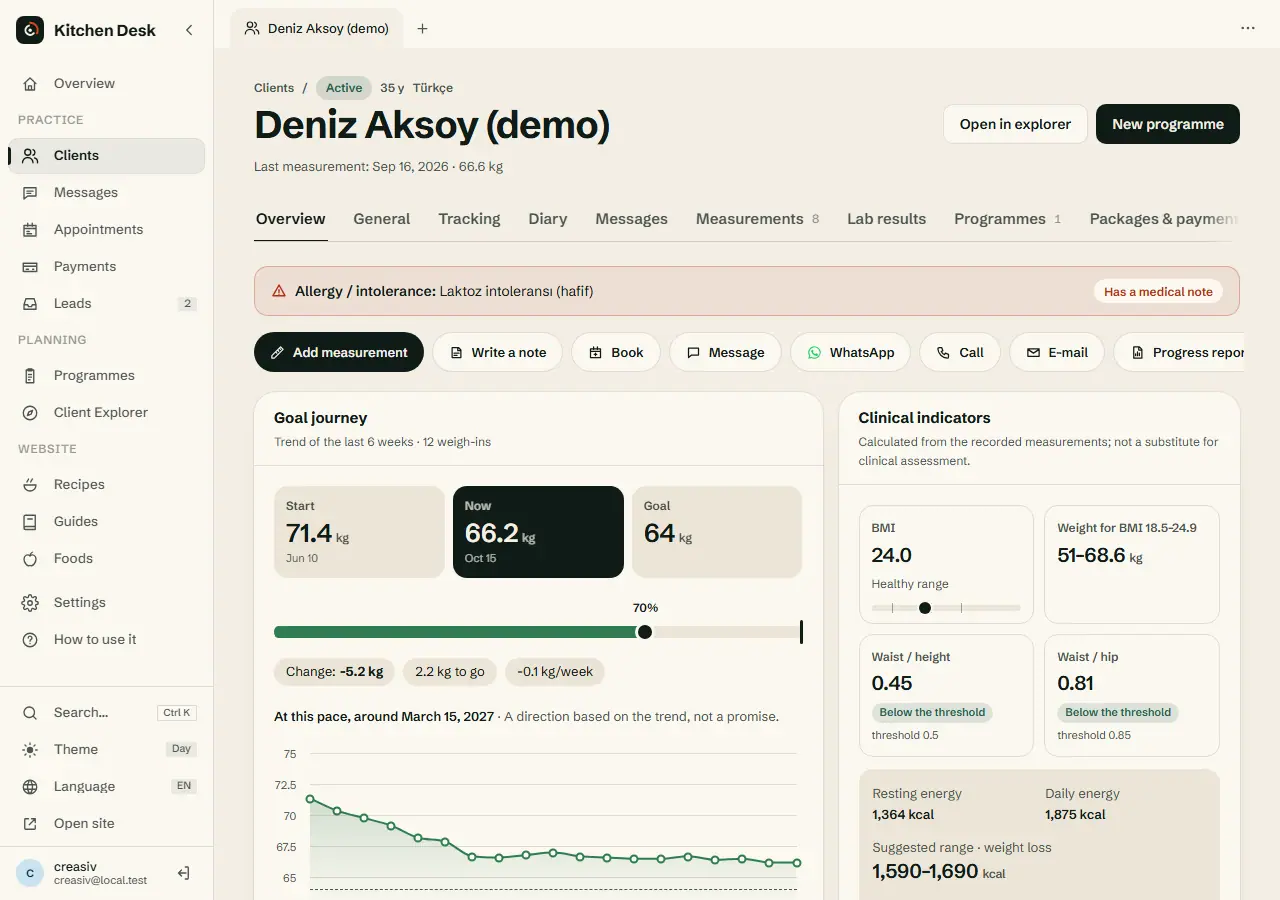 Kitchen Desk
Overview
PRACTICE
Clients
Messages
Appointments
Payments
Leads 2
PLANNING
Programmes
Client Explorer
WEBSITE
Recipes
Guides
Foods
Settings
How to use it
Search... Ctrl K
Theme Day
Language EN
Open site
C
creasiv
creasiv@local.test
Deniz Aksoy (demo)
Clients / Active 35 y Türkçe
Deniz Aksoy (demo)
Open in explorer
New programme
Last measurement: Sep 16, 2026 · 66.6 kg
Overview General Tracking Diary Messages Measurements 8 Lab results Programmes 1 Packages & paymen
Allergy / intolerance: Laktoz intoleransı (hafif)
Has a medical note
Add measurement Write a note Book Message WhatsApp Call E-mail Progress repor
Goal journey
Trend of the last 6 weeks · 12 weigh-ins
Start
71.4 kg
Jun 10
Now
66.2 kg
Oct 15
Goal
64 kg
70%
Change: -5.2 kg
2.2 kg to go
-0.1 kg/week
At this pace, around March 15, 2027 · A direction based on the trend, not a promise.
75
72.5
70
67.5
65
Clinical indicators
Calculated from the recorded measurements; not a substitute for
clinical assessment.
BMI
24.0
Healthy range
Weight for BMI 18.5-24.9
51–68.6 kg
Waist / height
0.45
Below the threshold
threshold 0.5
Waist / hip
0.81
Below the threshold
threshold 0.85
Resting energy
1,364 kcal
Daily energy
1,875 kcal
Suggested range · weight loss
1,590–1,690 kcal